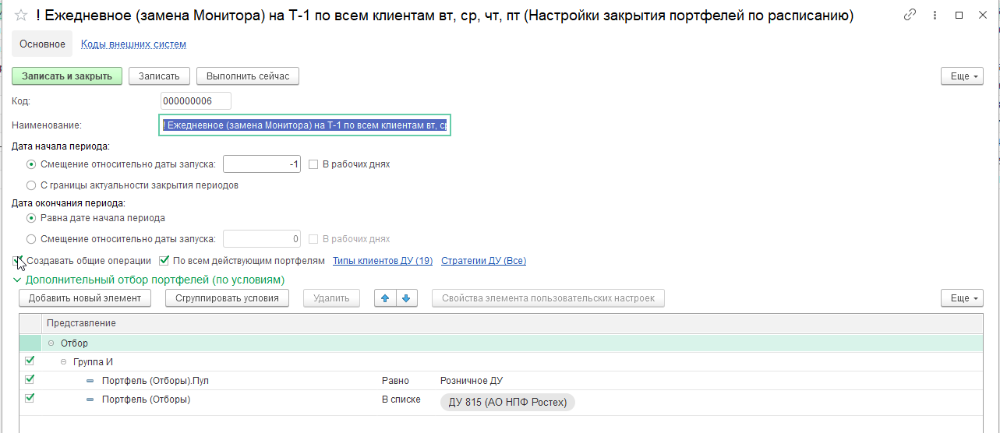 ! Ежедневное (замена Монитора) на Т-1 по всем клиентам вт, ср, чт, пт (Настройки закрытия портфелей по расписанию)
Основное Коды внешних систем
Записать и закрыть Записать Выполнить сейчас Еще
Код: 000000006
Наименование: ! Ежедневное (замена Монитора) на Т-1 по всем клиентам вт, ср
Дата начала периода:
Смещение относительно даты запуска: -1 В рабочих днях
С границы актуальности закрытия периодов
Дата окончания периода:
Равна дате начала периода
Смещение относительно даты запуска: 0 В рабочих днях
Создавать общие операции По всем действующим портфелям Типы клиентов ДУ (19) Стратегии ДУ (Все)
Дополнительный отбор портфелей (по условиям)
Добавить новый элемент Сгруппировать условия Удалить Свойства элемента пользовательских настроек Еще
Представление
Отбор
Группа И
Портфель (Отборы).Пул Равно Розничное ДУ
Портфель (Отборы) В списке ДУ 815 (АО НПФ Ростех)